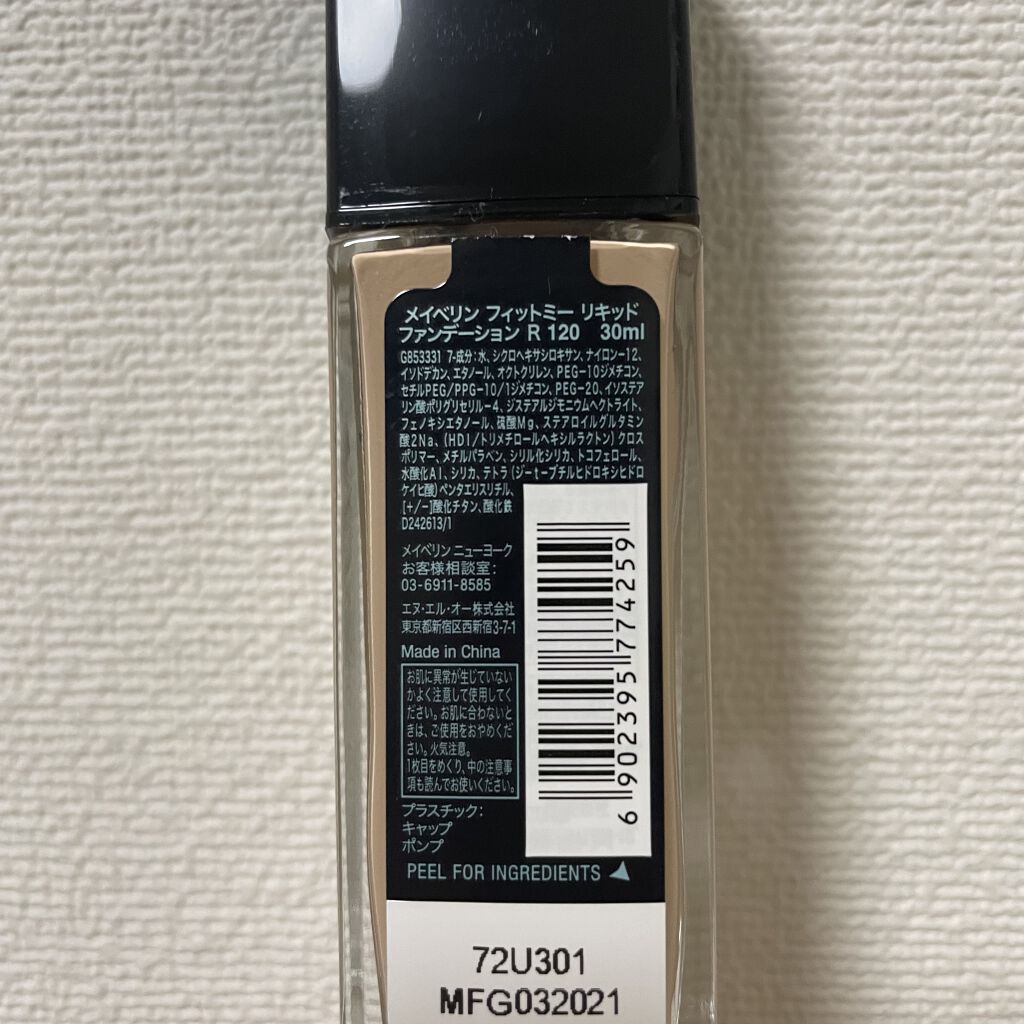 メイベリン フィットミー リキッド
ファンデーション R 120 30ml
G853331 7-成分:水、シクロヘキサシロキサン、ナイロン-12、
イソドデカン、エタノール、オクトクリレン、PEG-10ジメチコン、
セチルPEG/PPG-10/1ジメチコン、PEG-20、イソステア
リン酸ポリグリセリル-4、ジステアルジモニウムヘクトライト、
フェノキシエタノール、硫酸Mg、ステアロイルグルタミン
酸2Na、(HDI/トリメチロールヘキシルラクトン)クロス
ポリマー、メチルパラベン、シリル化シリカ、トコフェロール、
水酸化Al、シリカ、テトラ(ジ-t-ブチルヒドロキシヒドロ
ケイヒ酸)ペンタエリスリチル、
[+/-]酸化チタン、酸化鉄
D242613/1
メイベリン ニューヨーク
お客様相談室:
03-6911-8585
エヌ・エル・オー株式会社
東京都新宿区西新宿3-7-1
Made in China
お肌に異常が生じていない
かよく注意して使用してく
ださい。お肌に合わないと
きは、ご使用をおやめくだ
さい。火気注意。
1枚目をめくり、中の注意事
項も読んでお使いください。
プラスチック:
キャップ
ポンプ
PEEL FOR INGREDIENTS
6 902395 774259
72U301
MFG032021